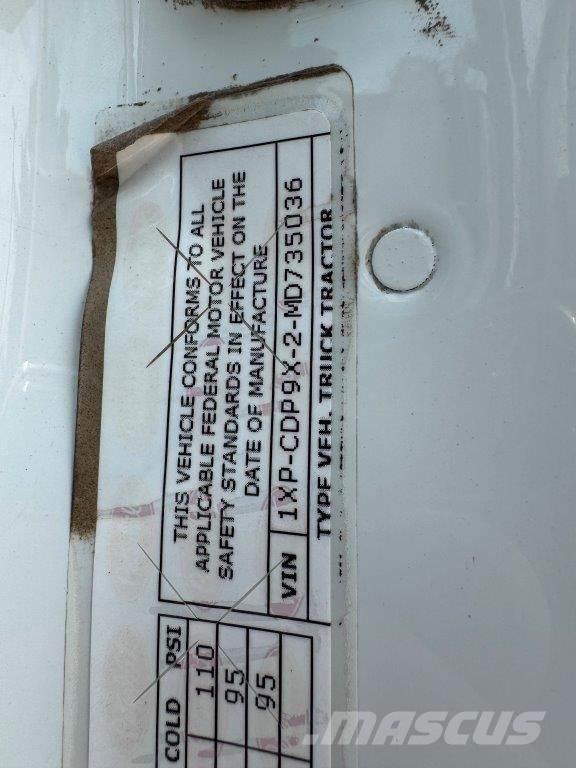 THIS VEHICLE CONFORMS TO ALL
APPLICABLE FEDERAL MOTOR VEHICLE
SAFETY STANDARDS IN EFFECT ON THE
DATE OF MANUFACTURE
VIN 1XP-CDP9X-2-MD735036
TYPE VEH. TRUCK TRACTOR
COLD PSI
110
95
95
MASCUS